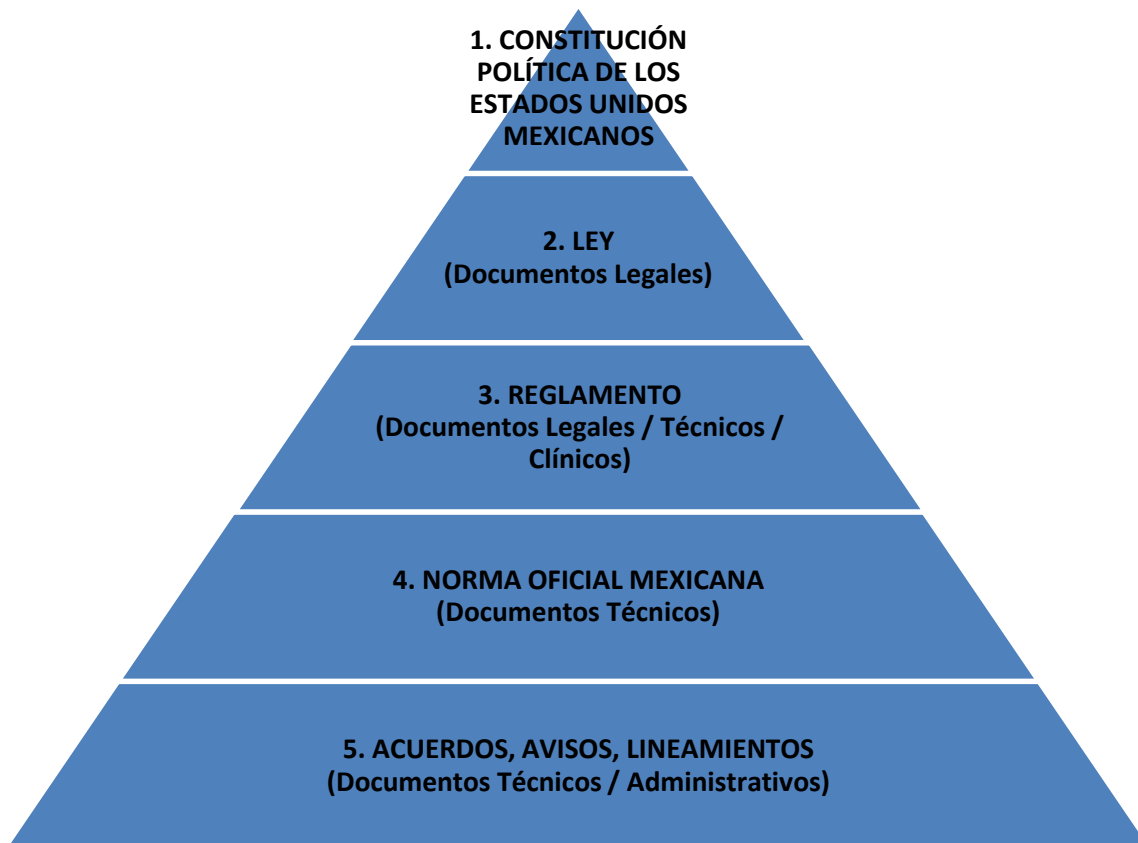 1. CONSTITUCIÓN
POLÍTICA DE LOS
ESTADOS UNIDOS
MEXICANOS
2. LEY
(Documentos Legales)
3. REGLAMENTO
(Documentos Legales / Técnicos /
Clínicos)
4. NORMA OFICIAL MEXICANA
(Documentos Técnicos)
5. ACUERDOS, AVISOS, LINEAMIENTOS
(Documentos Técnicos / Administrativos)